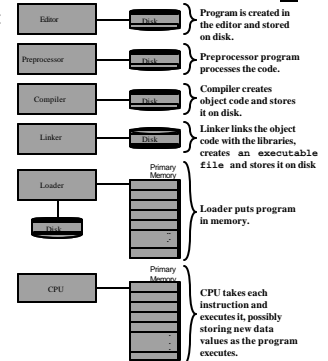 Editor
Disk
Program is created in
the editor and stored
on disk.
Preprocessor
Disk
Preprocessor program
processes the code.
Compiler
Disk
Compiler creates
object code and stores
it on disk.
Linker
Disk
Linker links the object
code with the libraries,
creates an executable
file and stores it on disk
Loader
Primary
Memory
Disk
Loader puts program
in memory.
CPU
Primary
Memory
CPU takes each
instruction and
executes it, possibly
storing new data
values as the program
executes.